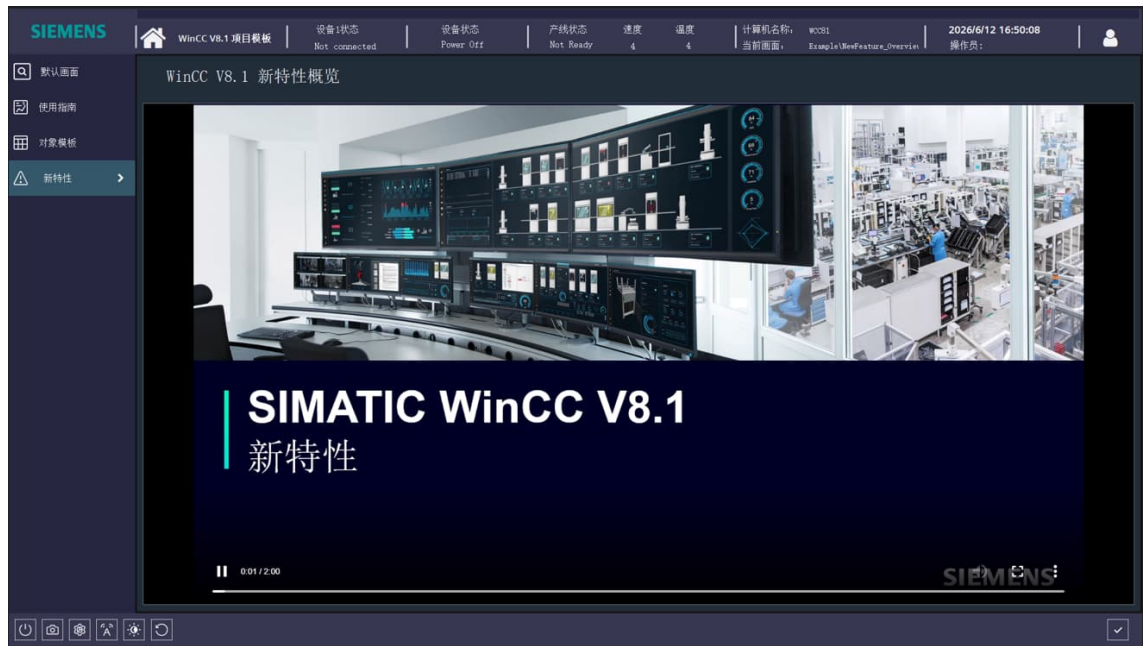 SIEMENS
WinCC V8.1 项目模板
设备1状态
Not connected
设备状态
Power Off
产线状态
Not Ready
速度
4
温度
4
计算机名称:
WCC81
当前画面:
Example\NewFeature_Overview
2026/6/12 16:50:08
操作员:
默认画面
使用指南
对象模板
新特性
WinCC V8.1 新特性概览
SIMATIC WinCC V8.1
新特性
0:01 / 2:00
SIEMENS